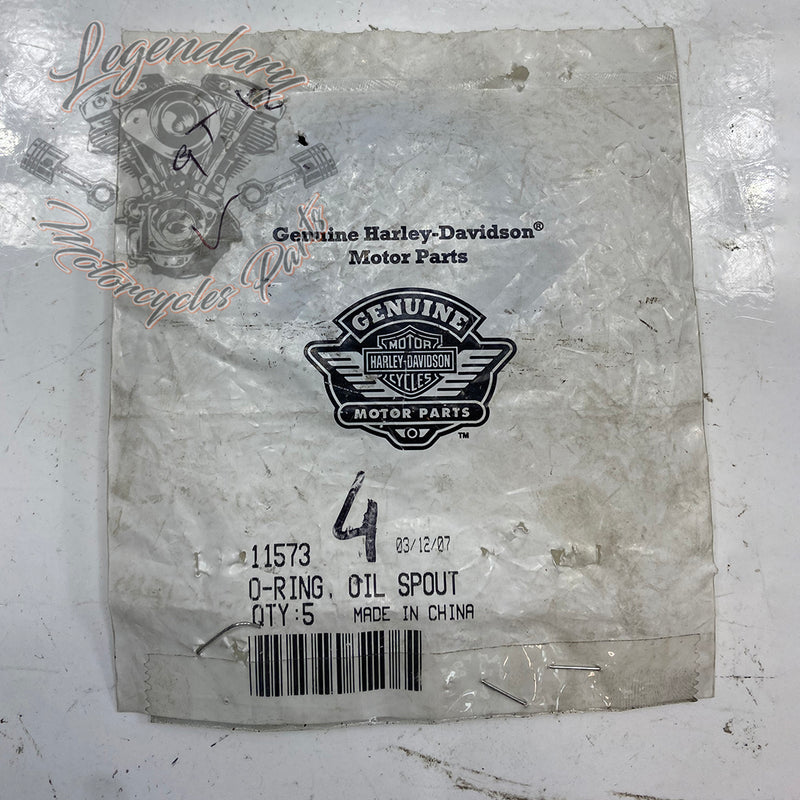 Legendary
Motorcycles Parts
Genuine Harley-Davidson®
Motor Parts
GENUINE
MOTOR
HARLEY-DAVIDSON
CYCLES
MOTOR PARTS
TM
4
11573 03/12/07
O-RING, OIL SPOUT
QTY:5 MADE IN CHINA